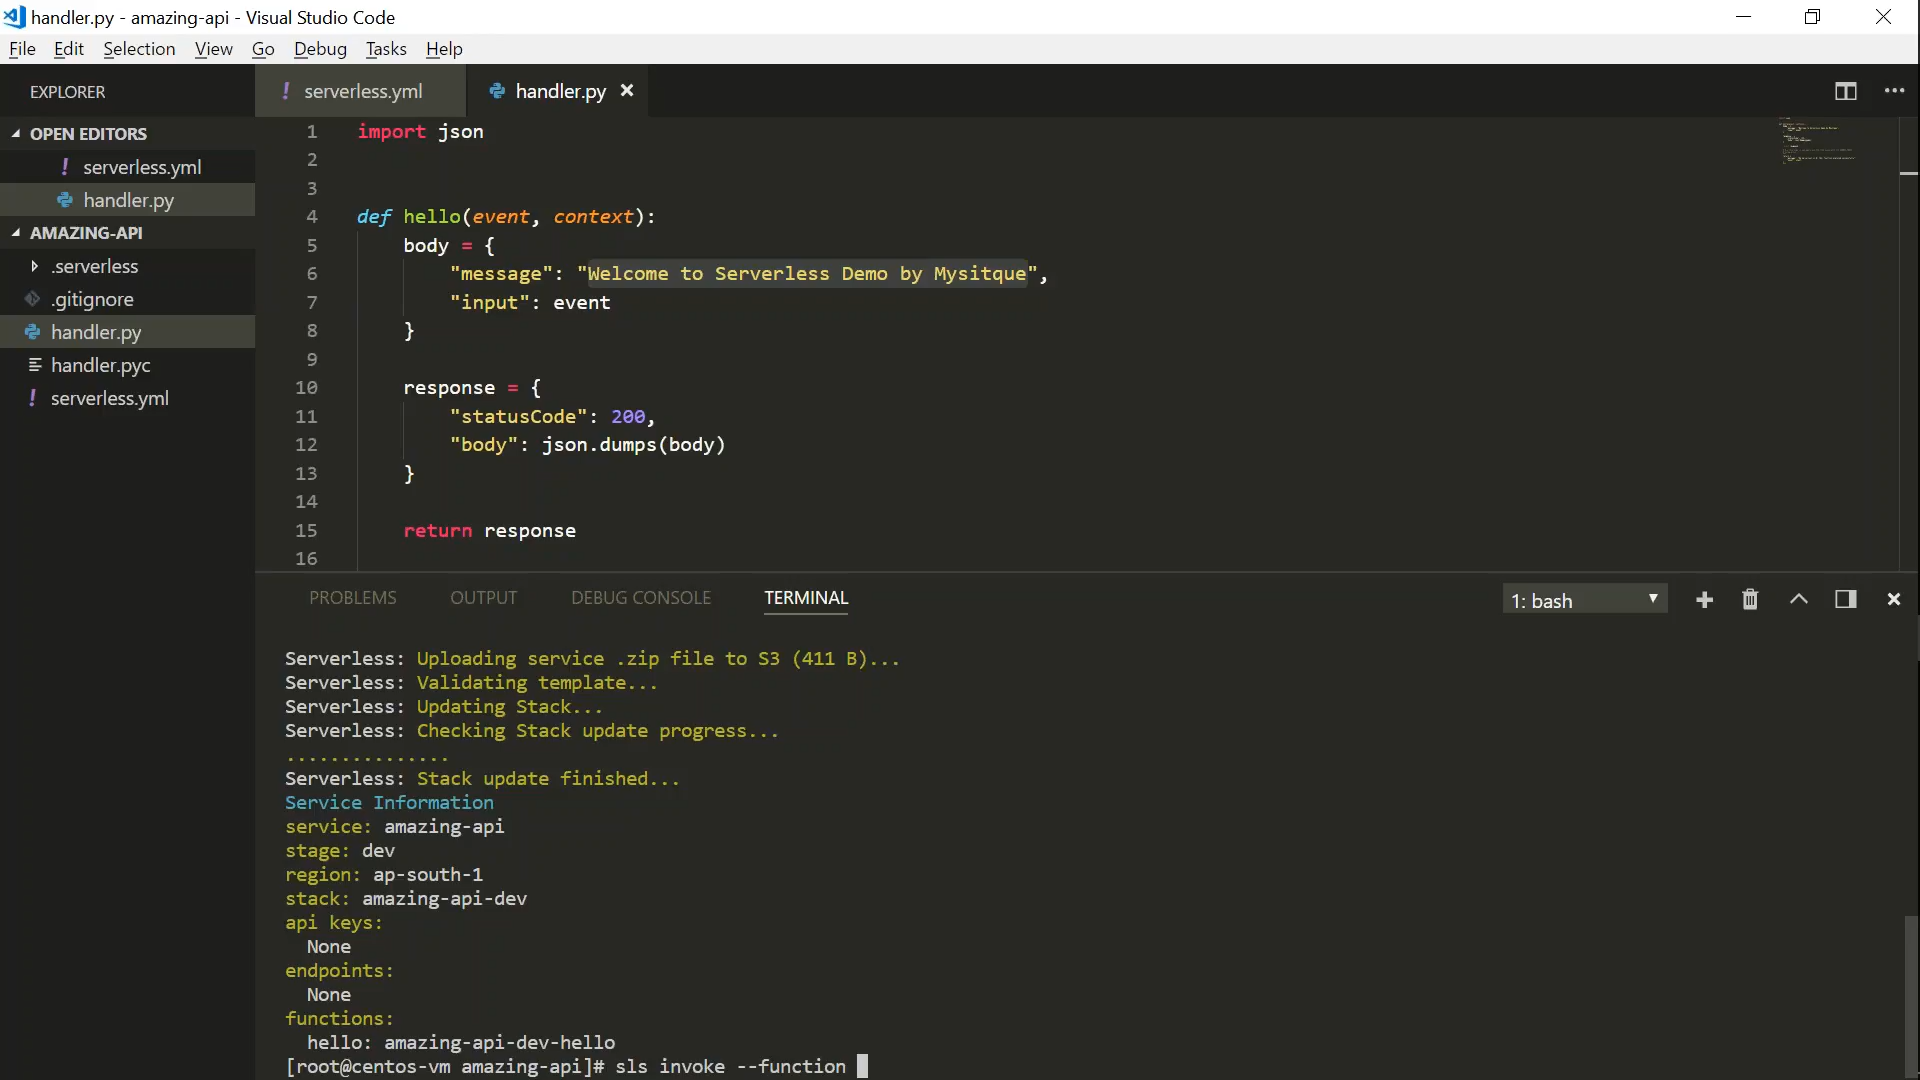 handler.py - amazing-api - Visual Studio Code
File Edit Selection View Go Debug Tasks Help
EXPLORER
OPEN EDITORS
! serverless.yml
handler.py
AMAZING-API
.serverless
.gitignore
handler.py
handler.pyc
! serverless.yml
! serverless.yml handler.py
1 import json
2
3
4 def hello(event, context):
5 body = {
6 "message": "Welcome to Serverless Demo by Mysitque",
7 "input": event
8 }
9
10 response = {
11 "statusCode": 200,
12 "body": json.dumps(body)
13 }
14
15 return response
16
PROBLEMS OUTPUT DEBUG CONSOLE TERMINAL 1: bash
Serverless: Uploading service .zip file to S3 (411 B)...
Serverless: Validating template...
Serverless: Updating Stack...
Serverless: Checking Stack update progress...
...............
Serverless: Stack update finished...
Service Information
service: amazing-api
stage: dev
region: ap-south-1
stack: amazing-api-dev
api keys:
None
endpoints:
None
functions:
hello: amazing-api-dev-hello
[root@centos-vm amazing-api]# sls invoke --function